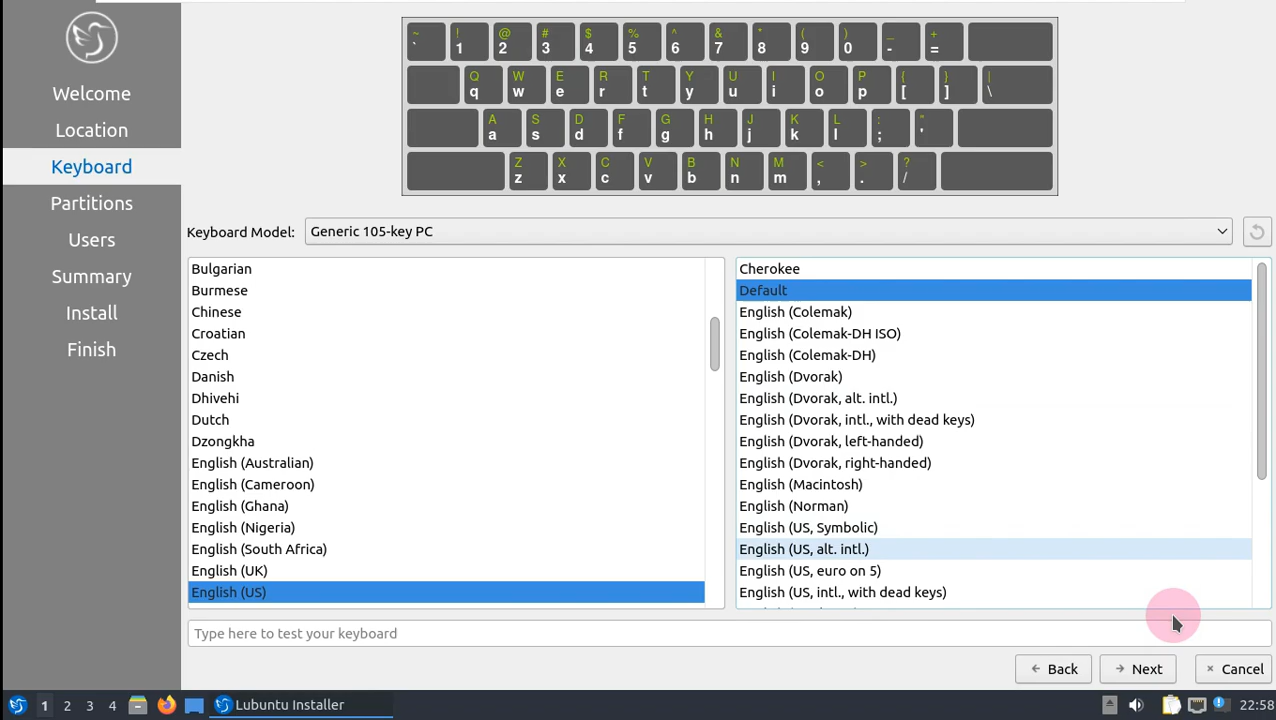 Welcome
Location
Keyboard
Partitions
Users
Summary
Install
Finish
~ ! @ # $ % ^ & * ( ) _ +
` 1 2 3 4 5 6 7 8 9 0 - =
Q W E R T Y U I O P { } |
q w e r t y u i o p [ ] \
A S D F G H J K L : "
a s d f g h j k l ; '
Z X C V B N M < > ?
z x c v b n m , . /
Keyboard Model: Generic 105-key PC
Bulgarian
Burmese
Chinese
Croatian
Czech
Danish
Dhivehi
Dutch
Dzongkha
English (Australian)
English (Cameroon)
English (Ghana)
English (Nigeria)
English (South Africa)
English (UK)
English (US)
Cherokee
Default
English (Colemak)
English (Colemak-DH ISO)
English (Colemak-DH)
English (Dvorak)
English (Dvorak, alt. intl.)
English (Dvorak, intl., with dead keys)
English (Dvorak, left-handed)
English (Dvorak, right-handed)
English (Macintosh)
English (Norman)
English (US, Symbolic)
English (US, alt. intl.)
English (US, euro on 5)
English (US, intl., with dead keys)
Type here to test your keyboard
Back Next Cancel
1 2 3 4 Lubuntu Installer 22:58